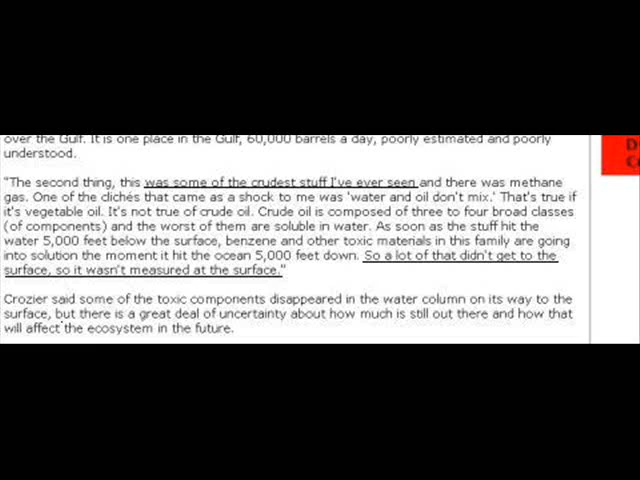 over the Gulf. It is one place in the Gulf, 60,000 barrels a day, poorly estimated and poorly
understood.
"The second thing, this was some of the crudest stuff I've ever seen and there was methane
gas. One of the clichés that came as a shock to me was 'water and oil don't mix.' That's true if
it's vegetable oil. It's not true of crude oil. Crude oil is composed of three to four broad classes
(of components) and the worst of them are soluble in water. As soon as the stuff hit the
water 5,000 feet below the surface, benzene and other toxic materials in this family are going
into solution the moment it hit the ocean 5,000 feet down. So a lot of that didn't get to the
surface, so it wasn't measured at the surface."
Crozier said some of the toxic components disappeared in the water column on its way to the
surface, but there is a great deal of uncertainty about how much is still out there and how that
will affect the ecosystem in the future.